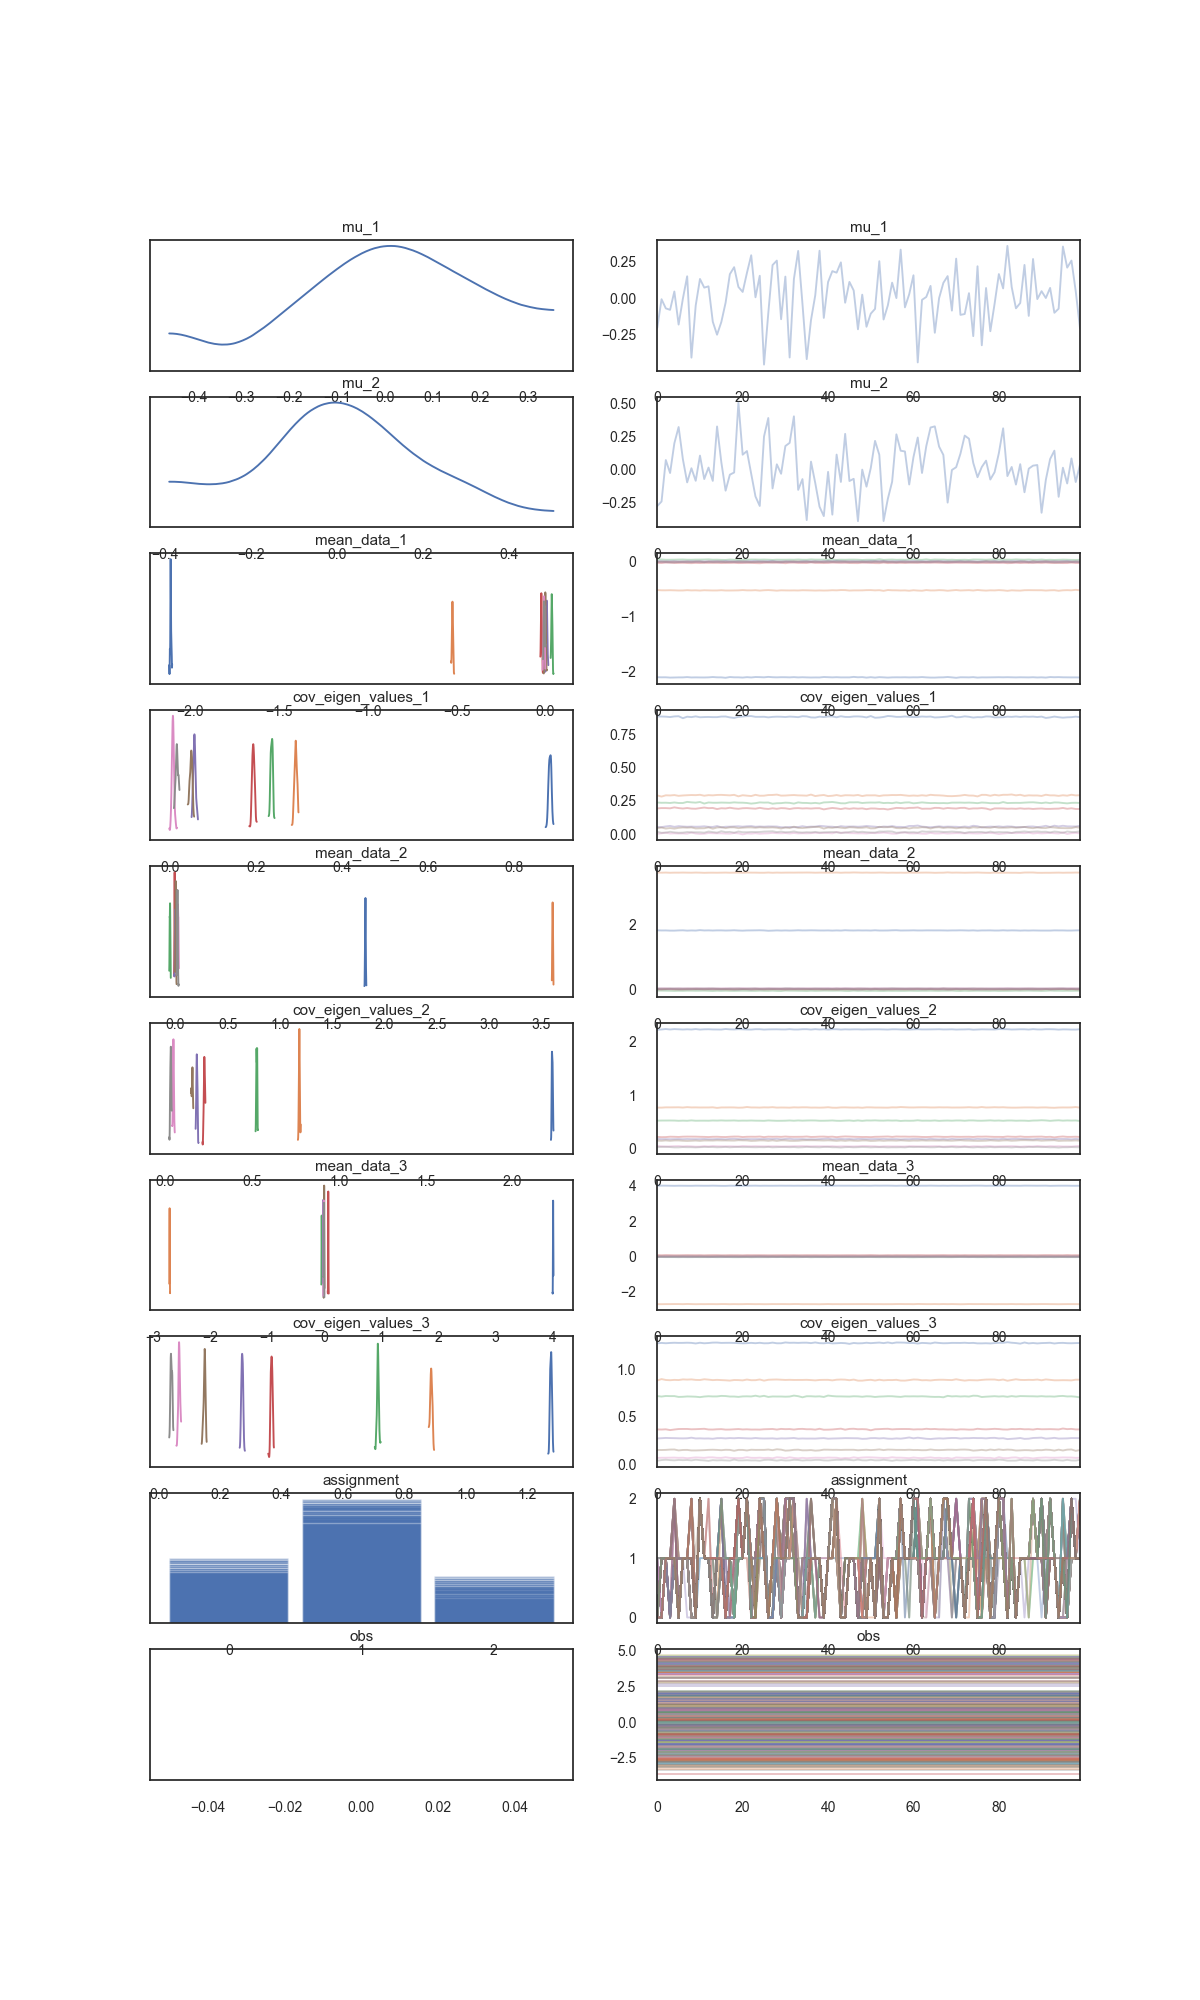 mu_1 mu_1
0.25
0.00
−0.25
mu_2 mu_2
−0.4 −0.3 −0.2 −0.1 0.0 0.1 0.2 0.3 0 20 40 60 80
0.50
0.25
0.00
−0.25
mean_data_1 mean_data_1
−0.4 −0.2 0.0 0.2 0.4 0 20 40 60 80
0
−1
−2
cov_eigen_values_1 cov_eigen_values_1
−2.0 −1.5 −1.0 −0.5 0.0 0 20 40 60 80
0.75
0.50
0.25
0.00
mean_data_2 mean_data_2
0.0 0.2 0.4 0.6 0.8 0 20 40 60 80
2
0
cov_eigen_values_2 cov_eigen_values_2
0.0 0.5 1.0 1.5 2.0 2.5 3.0 3.5 0 20 40 60 80
2
1
0
mean_data_3 mean_data_3
0.0 0.5 1.0 1.5 2.0 0 20 40 60 80
4
2
0
−2
cov_eigen_values_3 cov_eigen_values_3
−3 −2 −1 0 1 2 3 4 0 20 40 60 80
1.0
0.5
0.0
assignment assignment
0.0 0.2 0.4 0.6 0.8 1.0 1.2 0 20 40 60 80
2
1
0
obs obs
0 1 2 0 20 40 60 80
5.0
2.5
0.0
−2.5
−0.04 −0.02 0.00 0.02 0.04 0 20 40 60 80